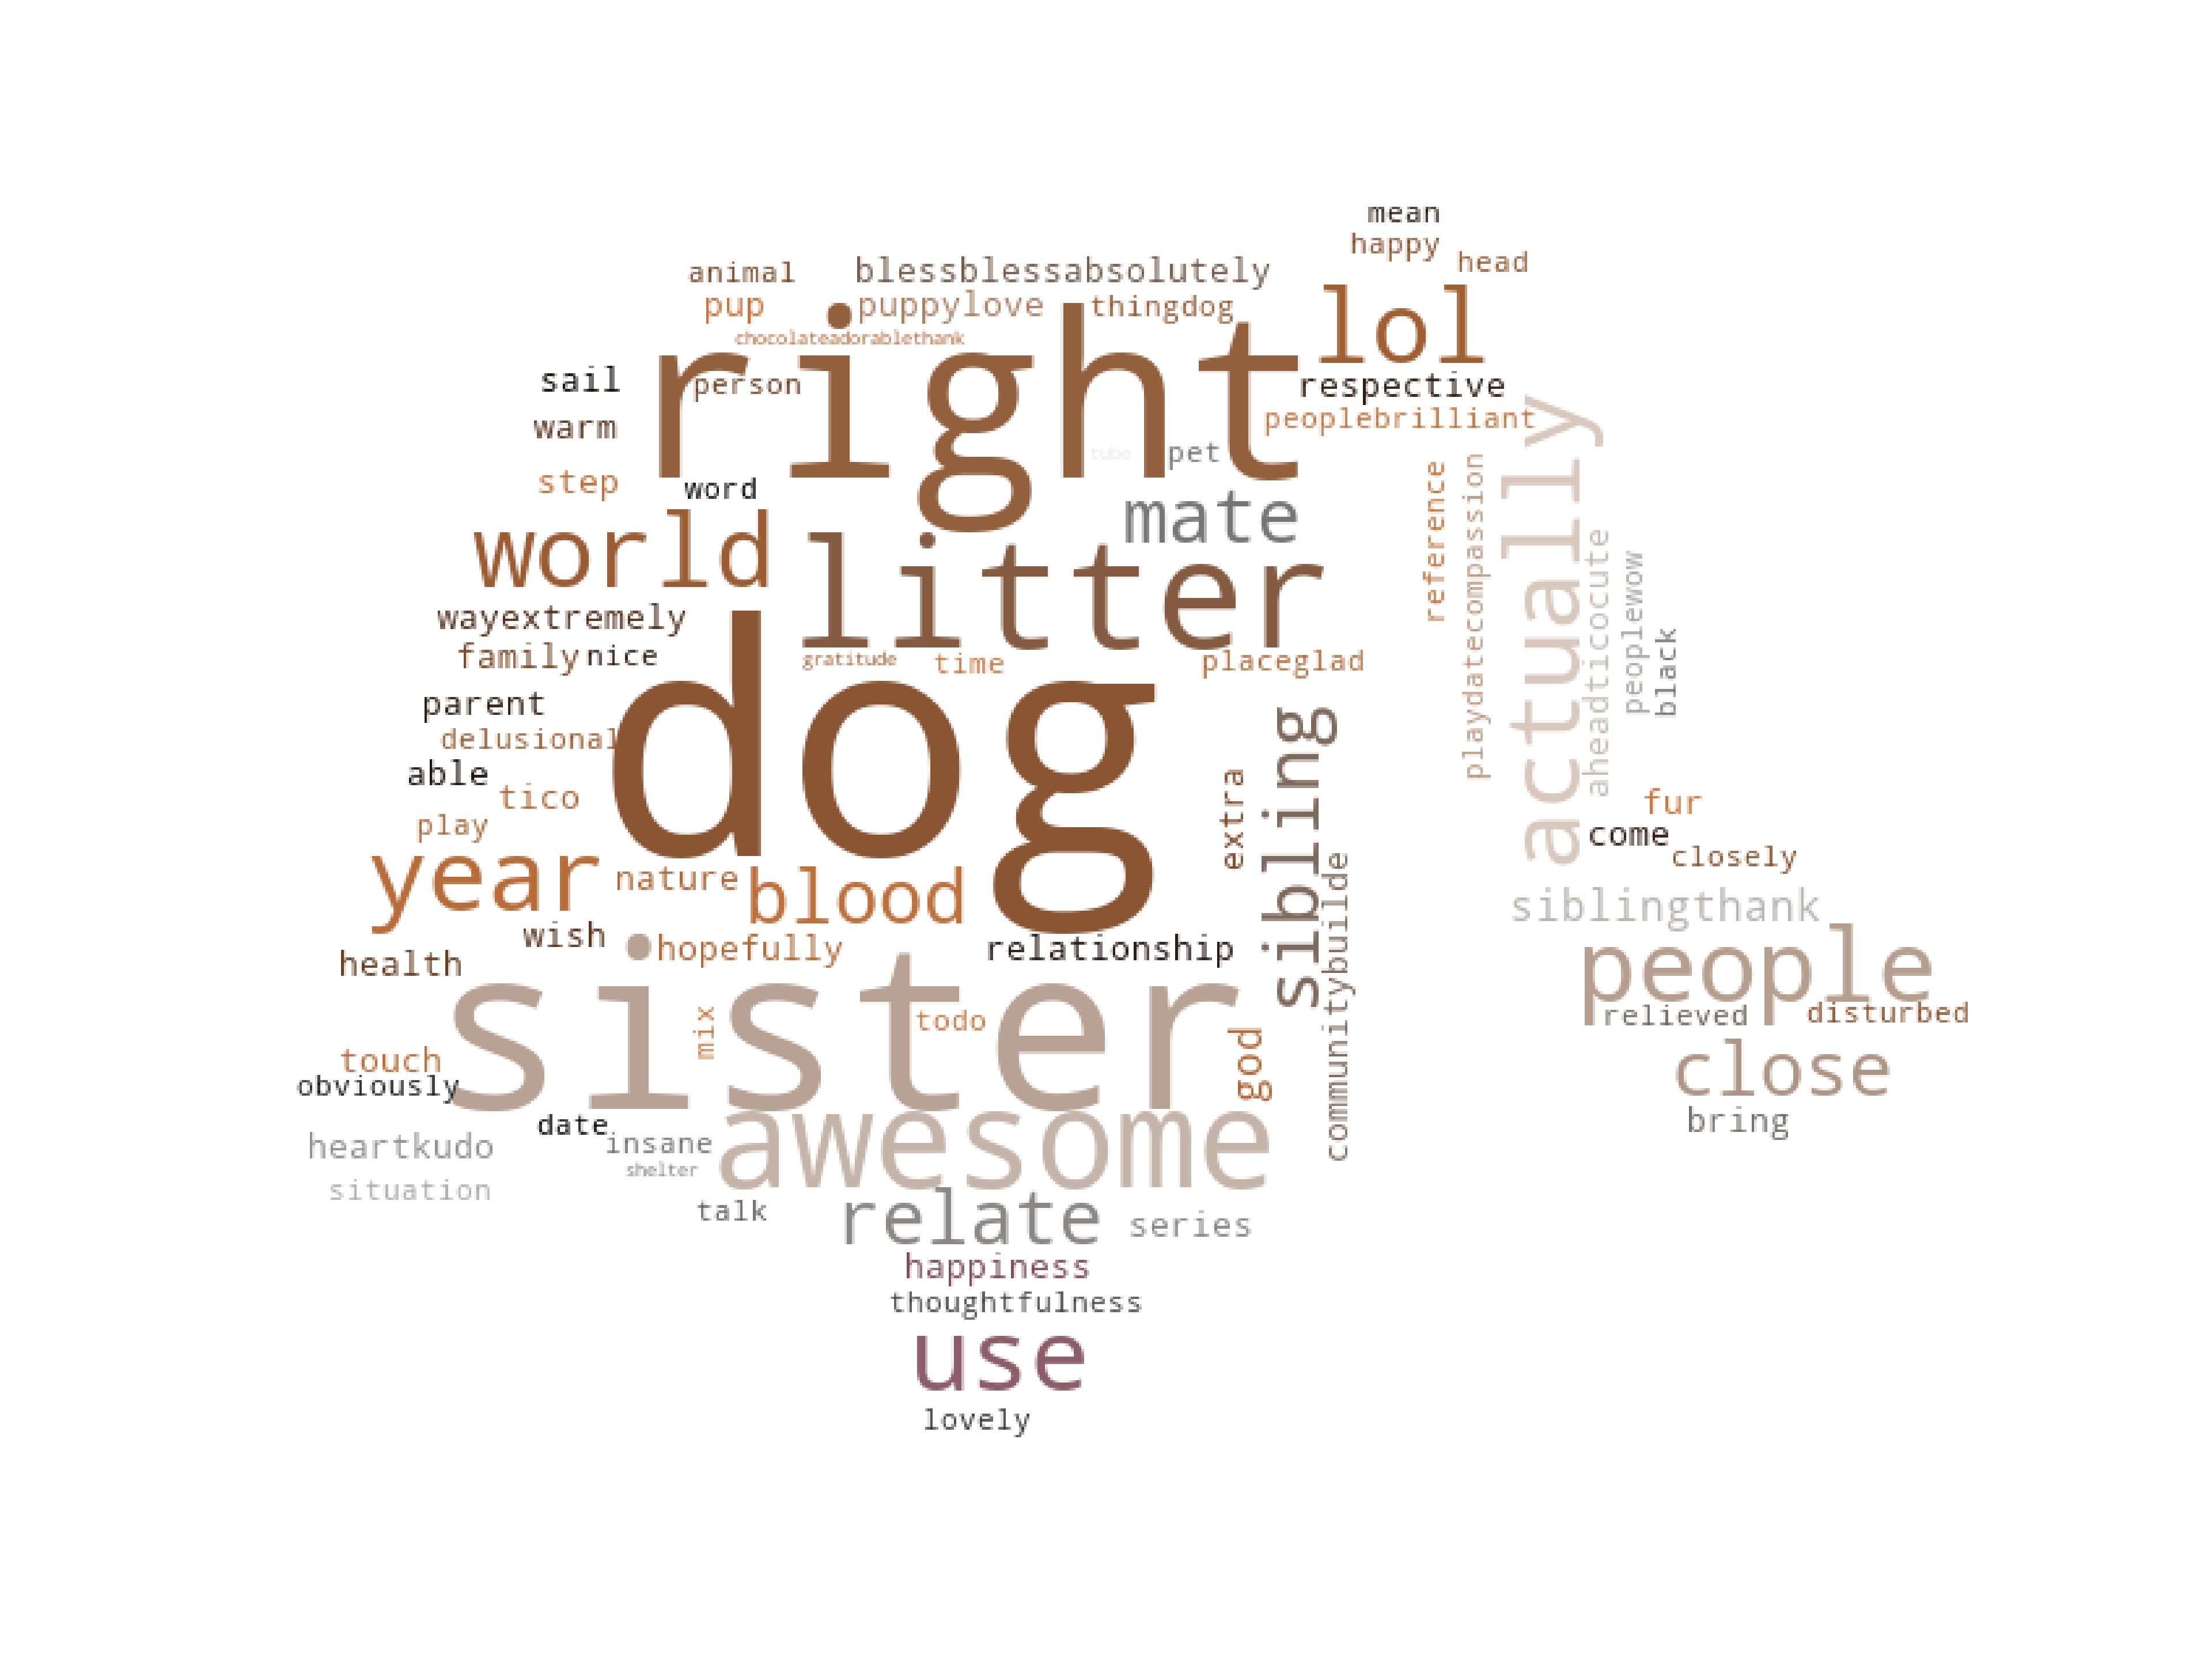 mean
happy
head
animal
blessblessabsolutely
pup
puppylove
thingdog
lol
chocolateadorablethank
right
sail
person
respective
warm
peoplebrilliant
tube
pet
step
word
mate
world
litter
actually
reference
playdatecompassion
aheadticocute
peoplewow
black
wayextremely
family
nice
gratitude
time
placeglad
parent
delusional
dog
able
tico
play
extra
sibling
fur
come
closely
year
nature
blood
communitybuilde
siblingthank
wish
hopefully
relationship
health
people
sister
mix
todo
god
relieved
disturbed
touch
obviously
close
date
insane
awesome
bring
heartkudo
shelter
situation
talk
relate
series
happiness
thoughtfulness
use
lovely